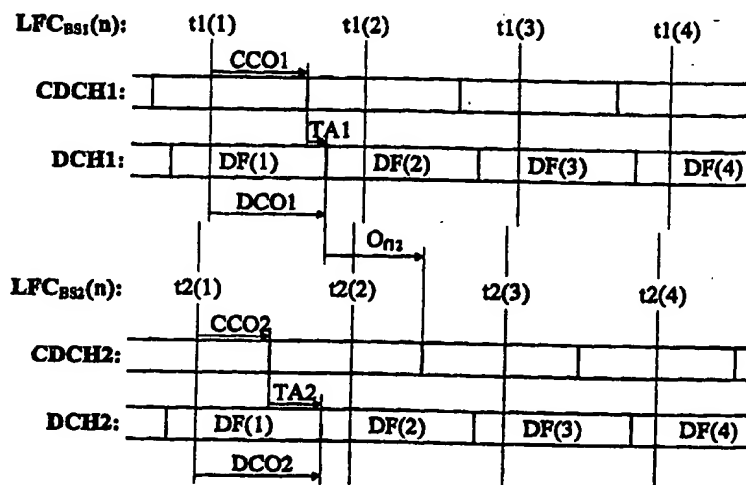 LFC_BS1(n): t1(1) t1(2) t1(3) t1(4)
CCO1
CDCH1:
TA1
DCH1: DF(1) DF(2) DF(3) DF(4)
DCO1
O_f12
LFC_BS2(n): t2(1) t2(2) t2(3) t2(4)
CCO2
CDCH2:
TA2
DCH2: DF(1) DF(2) DF(3) DF(4)
DCO2